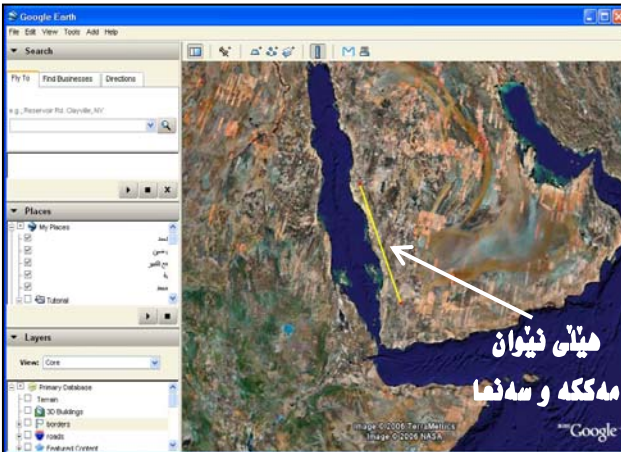 Google Earth
File Edit View Tools Add Help
Search
Fly To Find Businesses Directions
e.g., Reservoir Rd, Clayville, NY
Places
My Places
Tutorial
Layers
View: Core
Primary Database
Terrain
3D Buildings
borders
roads
Featured Content
هێڵی نێوان
مەککە و سەنعا
Image © 2006 TerraMetrics
Image © 2006 NASA
Google